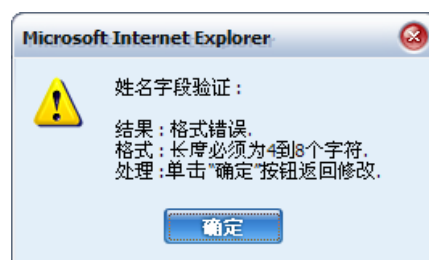 Microsoft Internet Explorer
姓名字段验证：
结果：格式错误.
格式：长度必须为4到8个字符.
处理：单击"确定"按钮返回修改.
确定